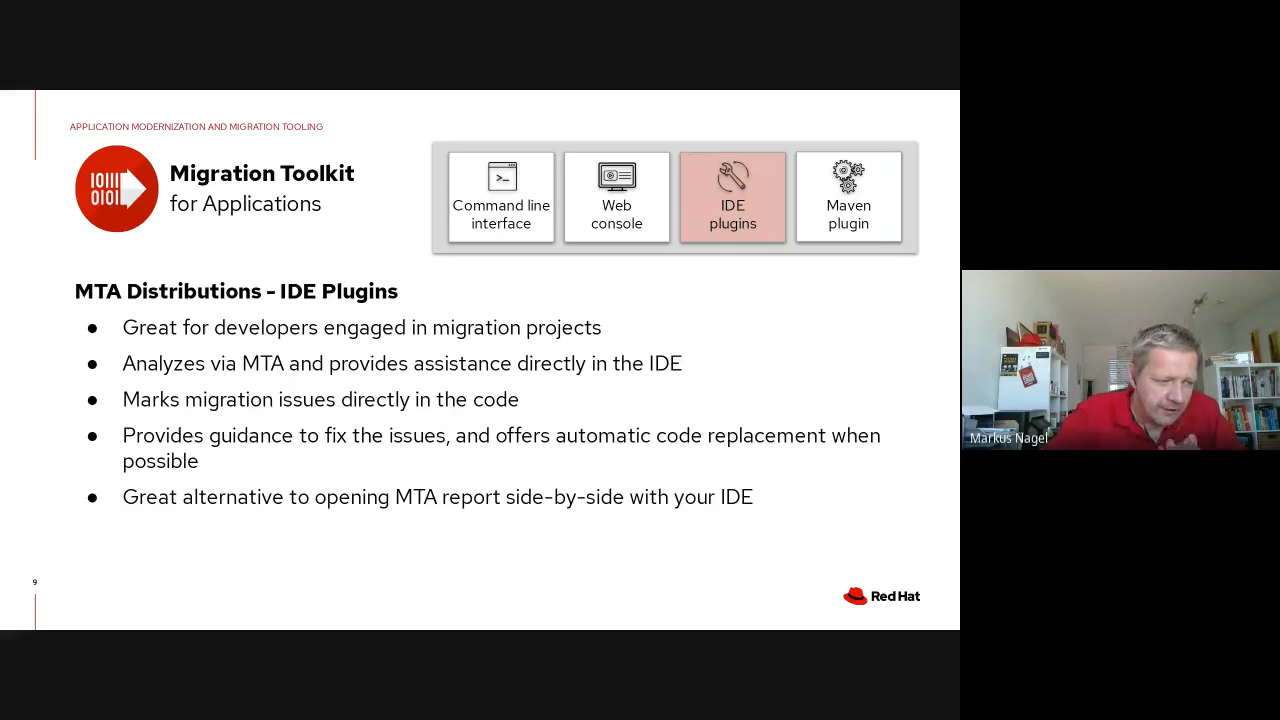 APPLICATION MODERNIZATION AND MIGRATION TOOLING
Migration Toolkit
for Applications
Command line
interface
Web
console
IDE
plugins
Maven
plugin
MTA Distributions - IDE Plugins
● Great for developers engaged in migration projects
● Analyzes via MTA and provides assistance directly in the IDE
● Marks migration issues directly in the code
● Provides guidance to fix the issues, and offers automatic code replacement when
possible
● Great alternative to opening MTA report side-by-side with your IDE
9
Red Hat
Markus Nagel